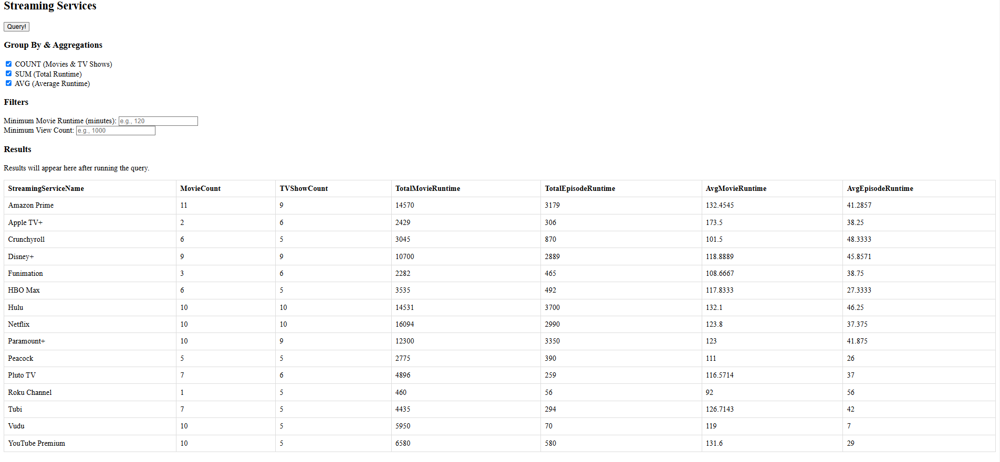 Streaming Services
Query!
Group By & Aggregations
COUNT (Movies & TV Shows)
SUM (Total Runtime)
AVG (Average Runtime)
Filters
Minimum Movie Runtime (minutes): e.g., 120
Minimum View Count: e.g., 1000
Results
Results will appear here after running the query.
StreamingServiceName MovieCount TVShowCount TotalMovieRuntime TotalEpisodeRuntime AvgMovieRuntime AvgEpisodeRuntime
Amazon Prime 11 9 14570 3179 132.4545 41.2857
Apple TV+ 2 6 2429 306 173.5 38.25
Crunchyroll 6 5 3045 870 101.5 48.3333
Disney+ 9 9 10700 2889 118.8889 45.8571
Funimation 3 6 2282 465 108.6667 38.75
HBO Max 6 5 3535 492 117.8333 27.3333
Hulu 10 10 14531 3700 132.1 46.25
Netflix 10 10 16094 2990 123.8 37.375
Paramount+ 10 9 12300 3350 123 41.875
Peacock 5 5 2775 390 111 26
Pluto TV 7 6 4896 259 116.5714 37
Roku Channel 1 5 460 56 92 56
Tubi 7 5 4435 294 126.7143 42
Vudu 10 5 5950 70 119 7
YouTube Premium 10 5 6580 580 131.6 29